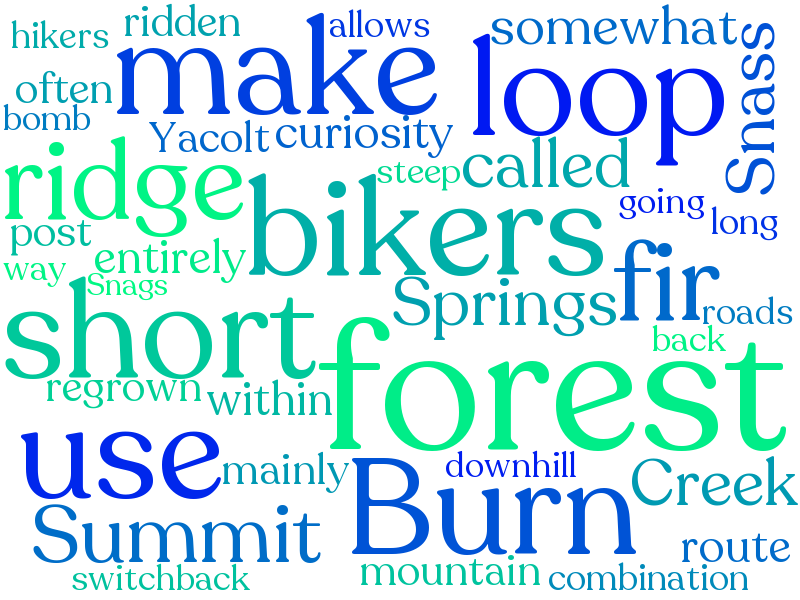 hikers
ridden
allows
somewhat
make
loop
Snass
often
bomb
Yacolt
curiosity
steep
called
ridge
bikers
going
long
post
entirely
way
Snags
Springs
fir
roads
short
forest
back
regrown
within
use
mainly
downhill
Burn
Creek
Summit
route
switchback
mountain
combination